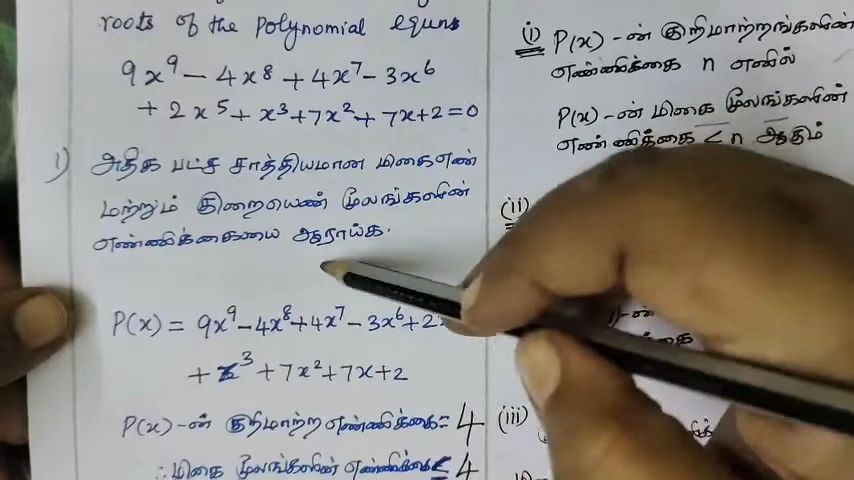 roots of the Polynomial equns
9x⁹ - 4x⁸ + 4x⁷ - 3x⁶
+ 2x⁵ + x³ + 7x² + 7x + 2 = 0
1) அதிக பட்ச சாத்தியமான மிகைஎண்
மற்றும் குறையெண் மூலங்களின்
எண்ணிக்கையை ஆராய்க.
P(x) = 9x⁹ - 4x⁸ + 4x⁷ - 3x⁶ + 2x
+ x³ + 7x² + 7x + 2
P(x) -ன் குறிமாற்ற எண்ணிக்கை = 4
∴ மிகை மூலங்களின் எண்ணிக்கை ≤ 4
(i) P(x) -ன் குறிமாற்றங்களின்
எண்ணிக்கை n எனில்
P(x) -ன் மிகை மூலங்களின்
எண்ணிக்கை ≤ n ஆகும்
(ii)
-ன்
(iii)